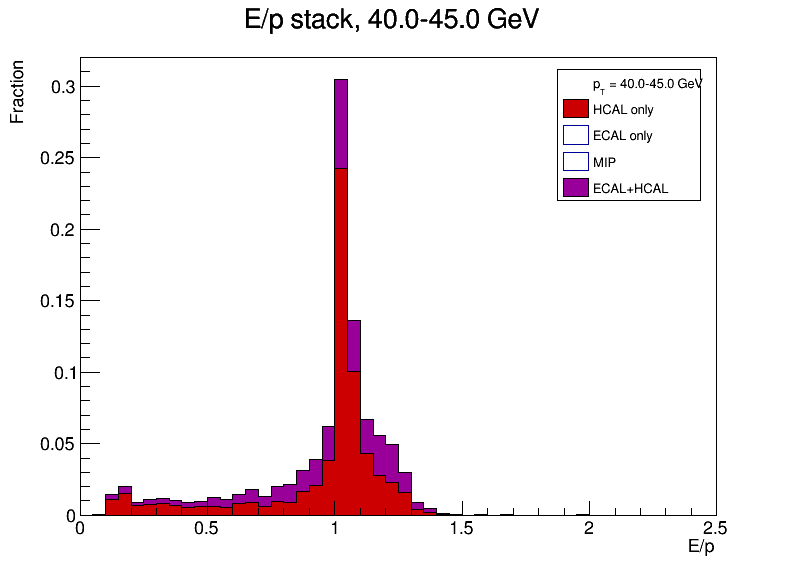 E/p stack, 40.0-45.0 GeV
Fraction
p_T = 40.0-45.0 GeV
HCAL only
ECAL only
MIP
ECAL+HCAL
0.3
0.25
0.2
0.15
0.1
0.05
0
0 0.5 1 1.5 2 2.5
E/p